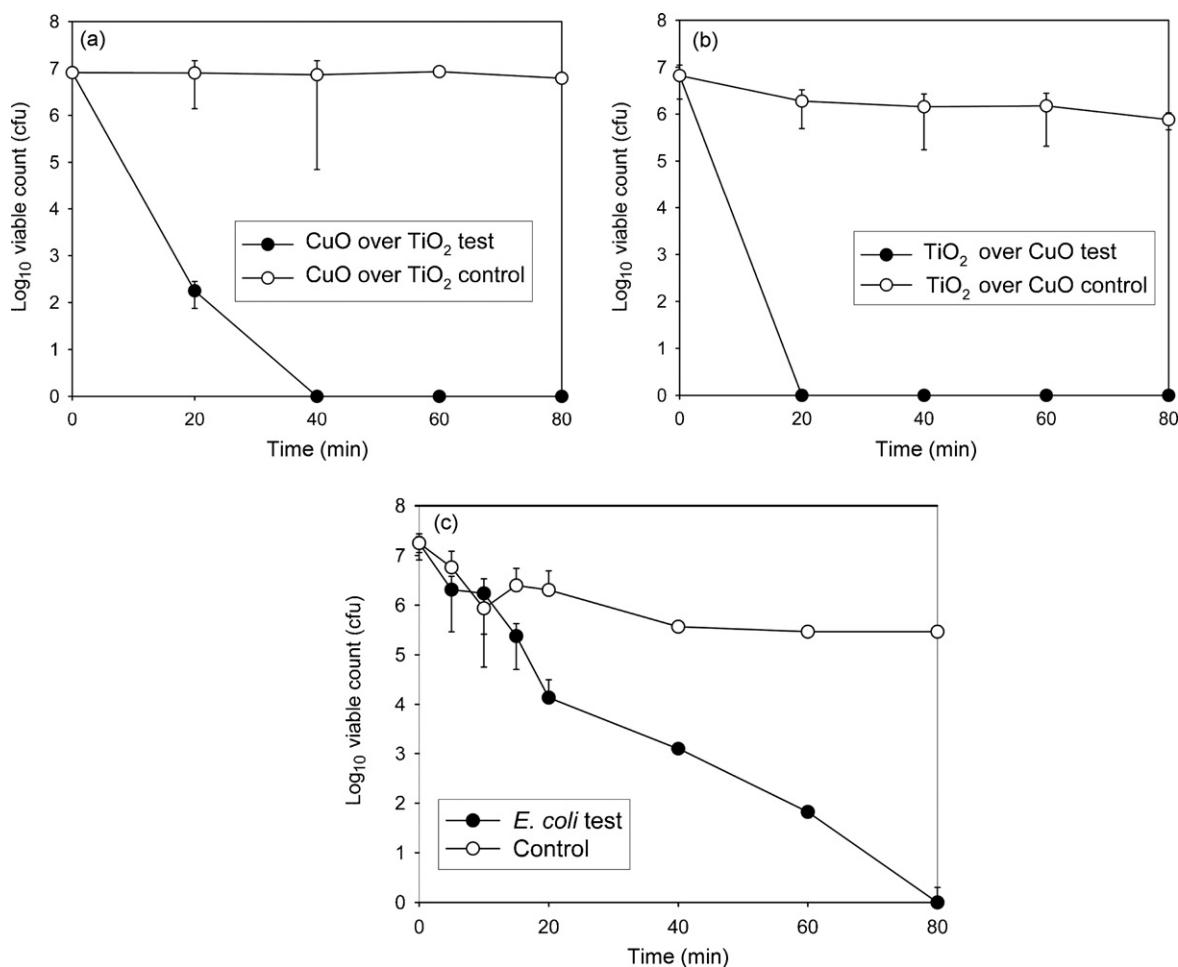 (a)
8
7
6
5
4
3
2
1
0
Log₁₀ viable count (cfu)
CuO over TiO₂ test
CuO over TiO₂ control
0 20 40 60 80
Time (min)
(b)
8
7
6
5
4
3
2
1
0
Log₁₀ viable count (cfu)
TiO₂ over CuO test
TiO₂ over CuO control
0 20 40 60 80
Time (min)
(c)
8
7
6
5
4
3
2
1
0
Log₁₀ viable count (cfu)
E. coli test
Control
0 20 40 60 80
Time (min)